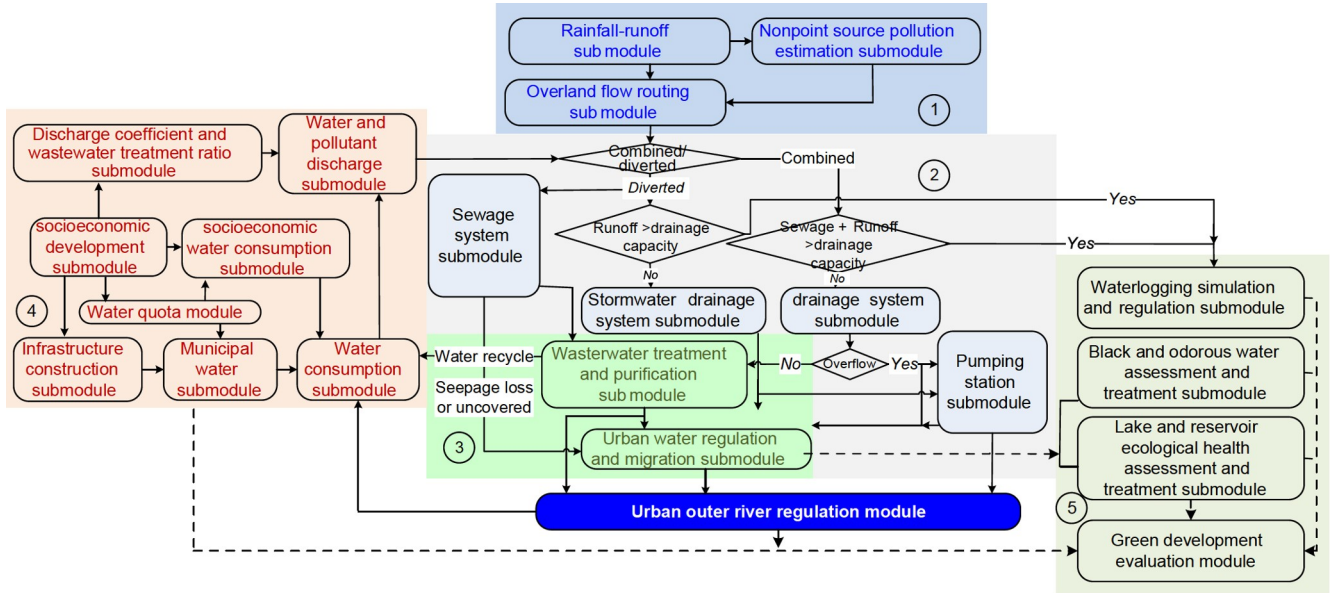 Rainfall-runoff
sub module
Nonpoint source pollution
estimation submodule
Overland flow routing
sub module
1
Discharge coefficient and
wastewater treatment ratio
submodule
Water and
pollutant
discharge
submodule
socioeconomic
development
submodule
socioeconomic
water consumption
submodule
4
Water quota module
Infrastructure
construction
submodule
Municipal
water submodule
Water
consumption
submodule
Combined/
diverted
Combined
2
Diverted
Sewage
system
submodule
Runoff >drainage
capacity
Sewage + Runoff
>drainage
capacity
Yes
Yes
No
No
Stormwater drainage
system submodule
drainage system
submodule
Water recycle
Seepage loss
or uncovered
Wasterwater treatment
and purification
sub module
No
Overflow
Yes
Pumping
station
submodule
3
Urban water regulation
and migration submodule
Urban outer river regulation module
Waterlogging simulation
and regulation submodule
Black and odorous water
assessment and
treatment submodule
Lake and reservoir
ecological health
assessment and
treatment submodule
5
Green development
evaluation module